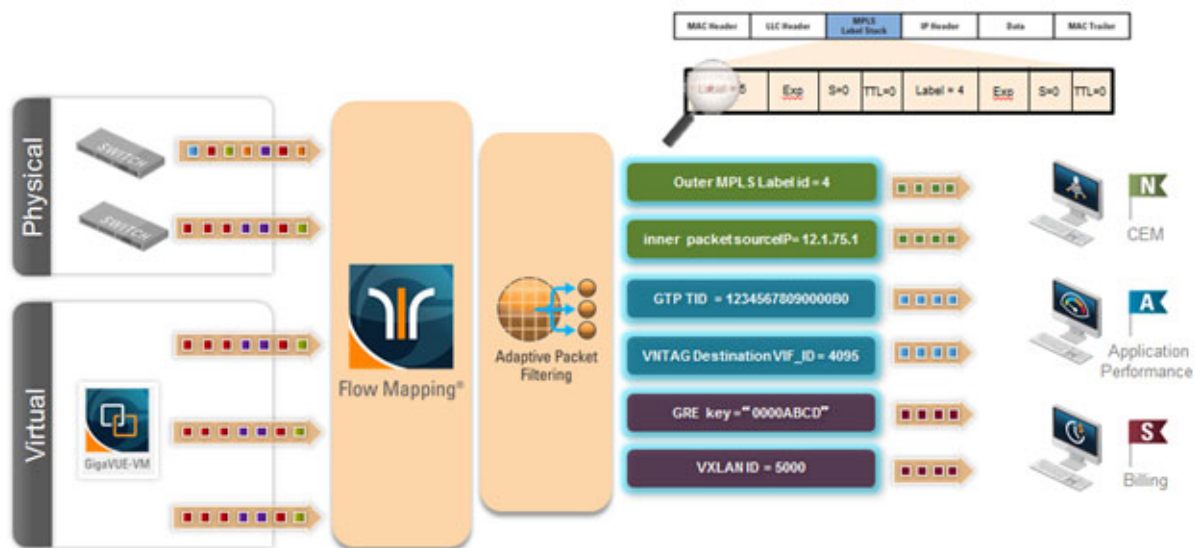 MAC Header
LLC Header
MPLS
Label Stack
IP Header
Data
MAC Trailer
Label = 5
Exp
S=0
TTL=0
Label = 4
Exp
S=0
TTL=0
Physical
SWITCH
SWITCH
Virtual
GigaVUE-VM
Flow Mapping®
Adaptive Packet
Filtering
Outer MPLS Label id = 4
inner packet sourceIP= 12.1.75.1
GTP TID = 12345678090000B0
VNTAG Destination VIF_ID = 4095
GRE key = "0000ABCD"
VXLAN ID = 5000
N
CEM
A
Application
Performance
S
Billing